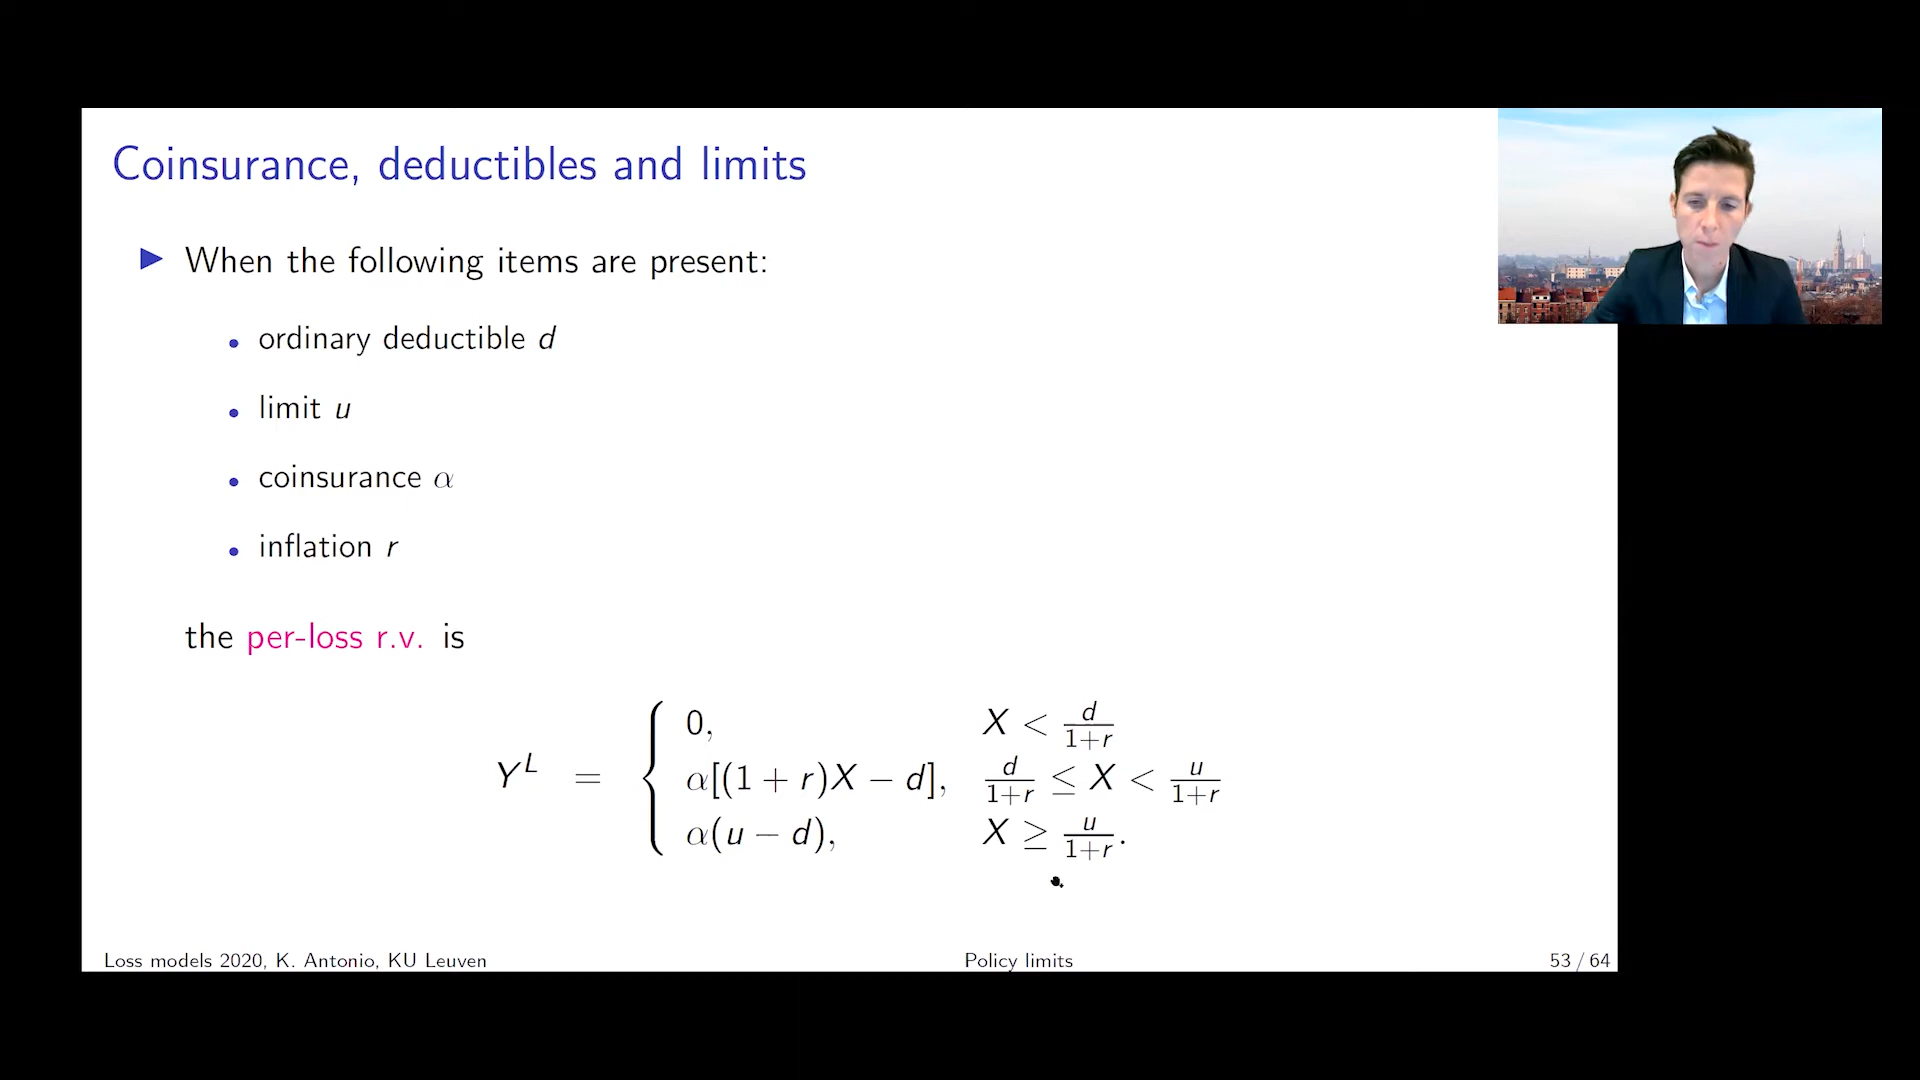 Coinsurance, deductibles and limits
▶ When the following items are present:
• ordinary deductible d
• limit u
• coinsurance α
• inflation r
the per-loss r.v. is
Y^L = { 0, X < d/(1+r)
α[(1 + r)X − d], d/(1+r) ≤ X < u/(1+r)
α(u − d), X ≥ u/(1+r).
Loss models 2020, K. Antonio, KU Leuven Policy limits 53 / 64